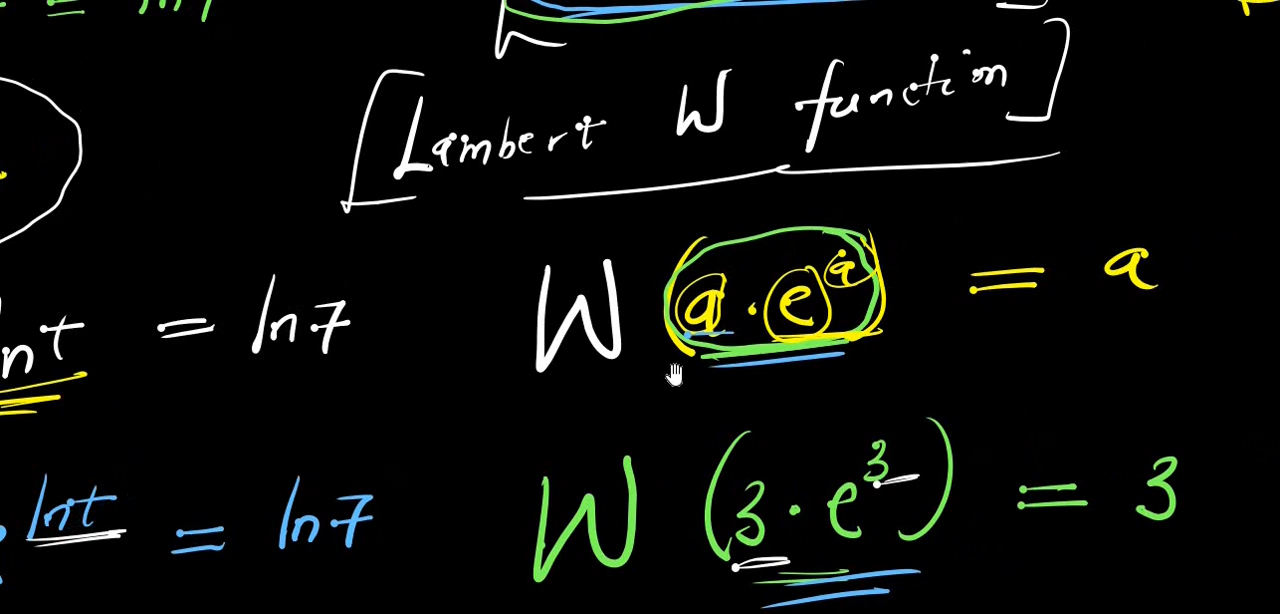 [Lambert W function]
nt = ln7
W (a · e^a) = a
lnt = ln7
W (3 · e^3) = 3